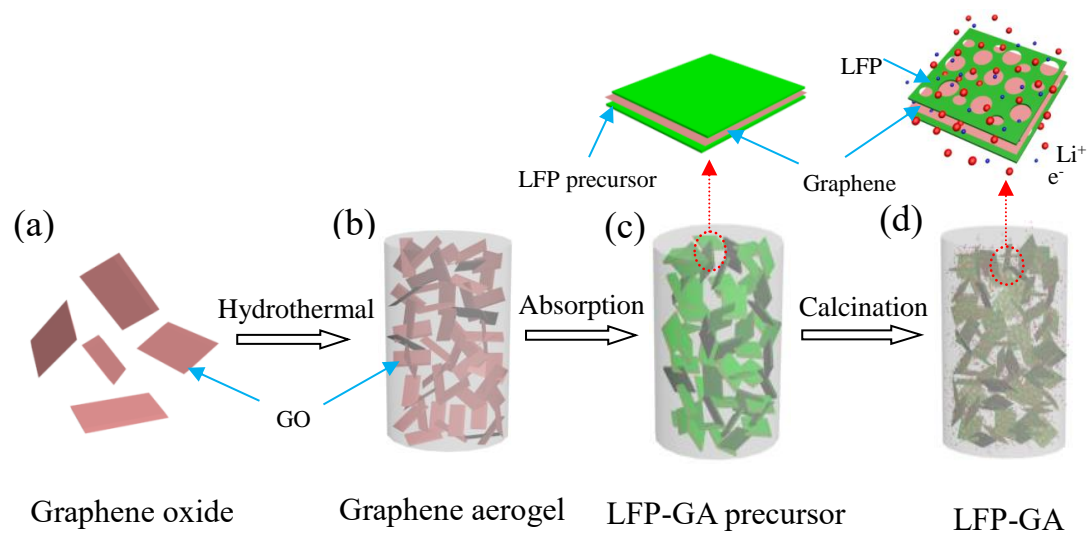 LFP
LFP precursor
Graphene
Li+
e-
(a)
(b)
(c)
(d)
Hydrothermal
Absorption
Calcination
GO
Graphene oxide
Graphene aerogel
LFP-GA precursor
LFP-GA